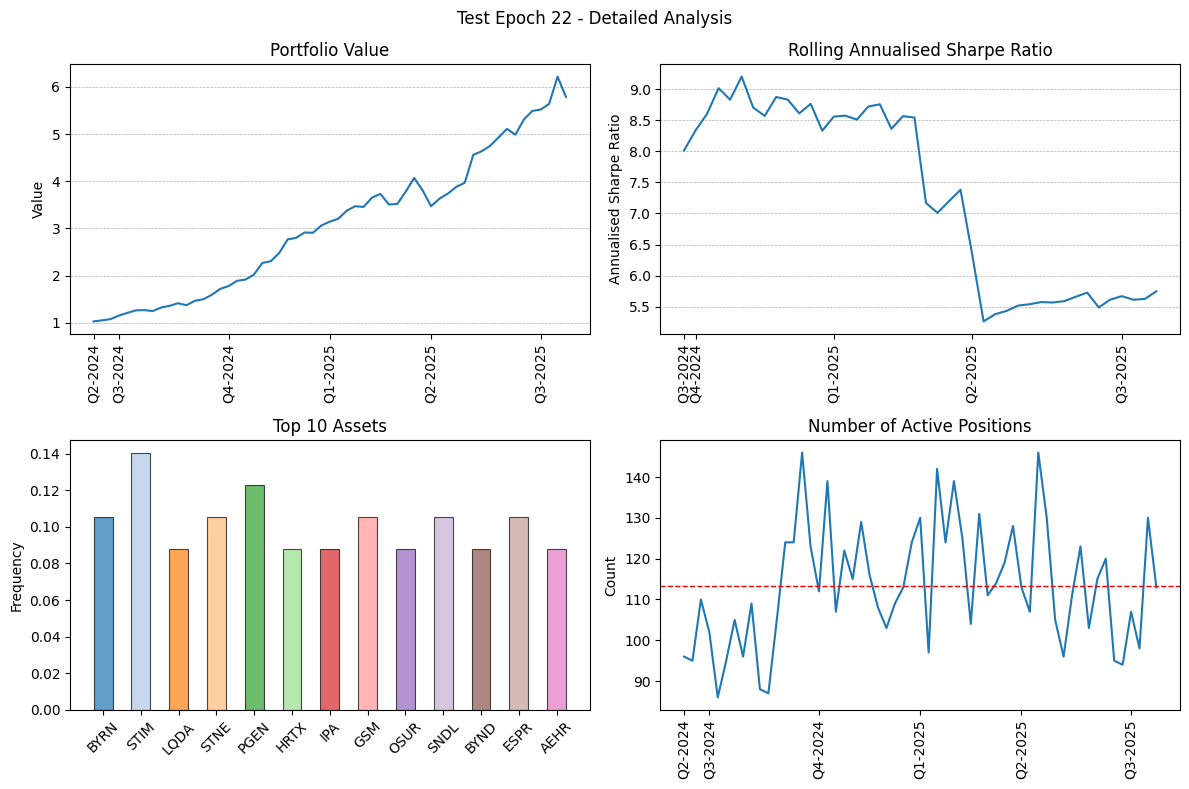 Test Epoch 22 - Detailed Analysis
Portfolio Value
Value
6
5
4
3
2
1
Q2-2024
Q3-2024
Q4-2024
Q1-2025
Q2-2025
Q3-2025
Rolling Annualised Sharpe Ratio
Annualised Sharpe Ratio
9.0
8.5
8.0
7.5
7.0
6.5
6.0
5.5
Q3-2024
Q4-2024
Q1-2025
Q2-2025
Q3-2025
Top 10 Assets
Frequency
0.14
0.12
0.10
0.08
0.06
0.04
0.02
0.00
BYRN
STIM
LQDA
STNE
PGEN
HRTX
IPA
GSM
OSUR
SNDL
BYND
ESPR
AEHR
Number of Active Positions
Count
140
130
120
110
100
90
Q2-2024
Q3-2024
Q4-2024
Q1-2025
Q2-2025
Q3-2025